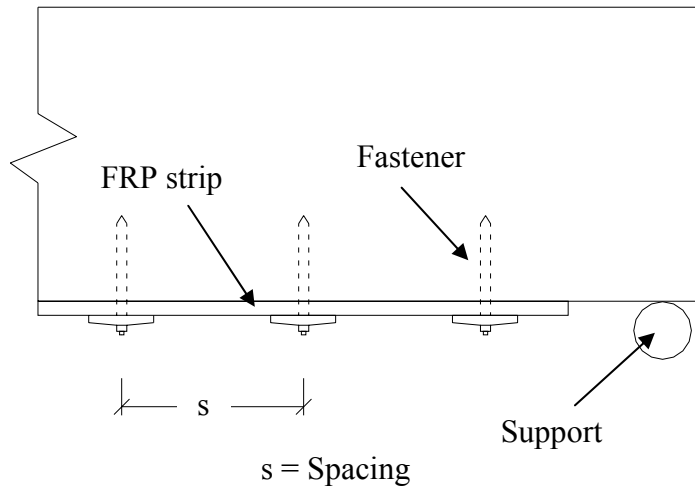 Fastener
FRP strip
s
Support
s = Spacing